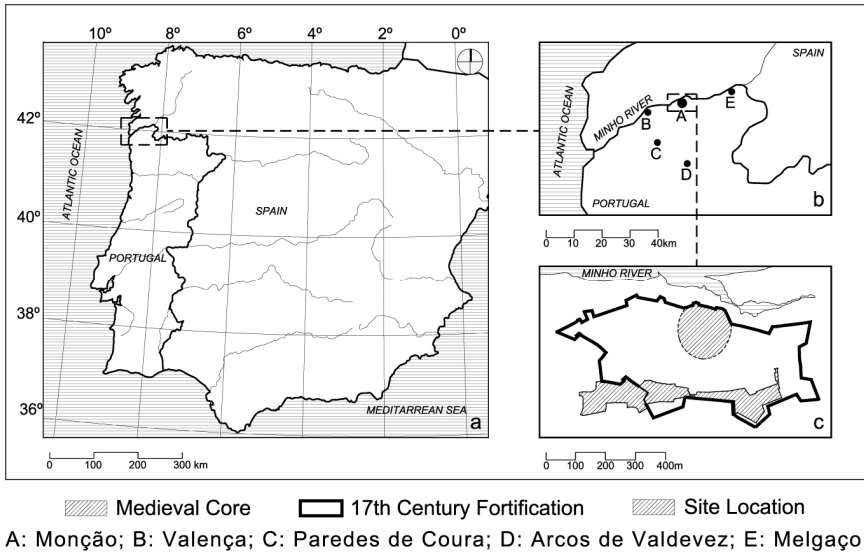 10º 8º 6º 4º 2º 0º
42º
40º
38º
36º
ATLANTIC OCEAN
SPAIN
PORTUGAL
MEDITARREAN SEA
a
0 100 200 300 km
SPAIN
ATLANTIC OCEAN
MINHO RIVER
A
B
C
D
E
PORTUGAL
b
0 10 20 30 40km
MINHO RIVER
c
0 100 200 300 400m
Medieval Core 17th Century Fortification Site Location
A: Monção; B: Valença; C: Paredes de Coura; D: Arcos de Valdevez; E: Melgaço